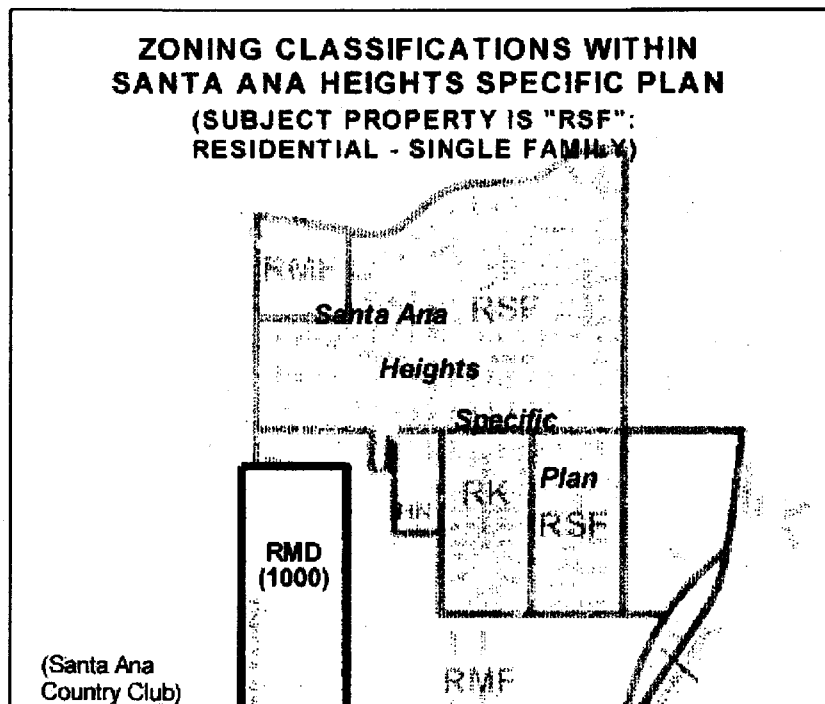 ZONING CLASSIFICATIONS WITHIN
SANTA ANA HEIGHTS SPECIFIC PLAN
(SUBJECT PROPERTY IS "RSF":
RESIDENTIAL - SINGLE FAMILY)
RMF
Santa Ana
RSF
Heights
Specific
Plan
RK
RSF
RMD
(1000)
(Santa Ana
Country Club)
RMF